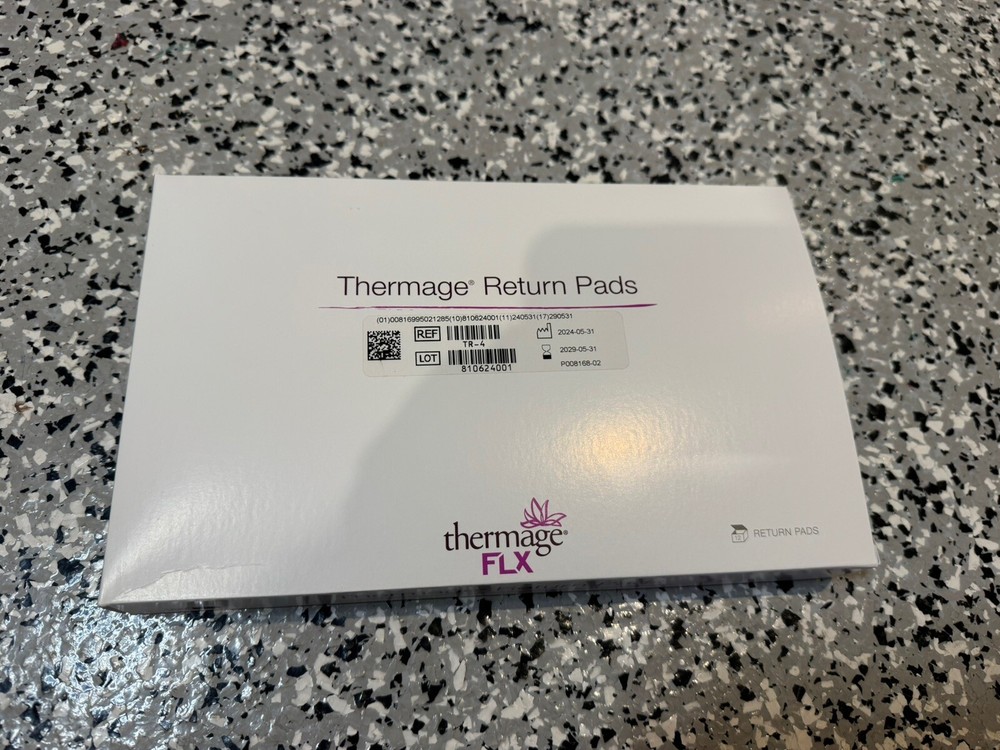 Thermage® Return Pads
(01)00816995021285(10)810624001(11)240531(17)290531
REF
TR-4
2024-05-31
LOT
810624001
2029-05-31
P008168-02
thermage®
FLX
RETURN PADS